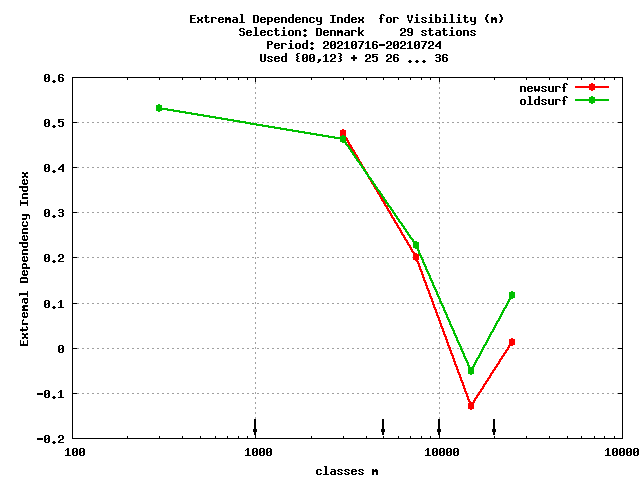 Extremal Dependency Index for Visibility (m)
Selection: Denmark 29 stations
Period: 20210716-20210724
Used {00,12} + 25 26 ... 36
newsurf
oldsurf
0.6
0.5
0.4
0.3
0.2
0.1
0
-0.1
-0.2
Extremal Dependency Index
100 1000 10000 10000
classes m